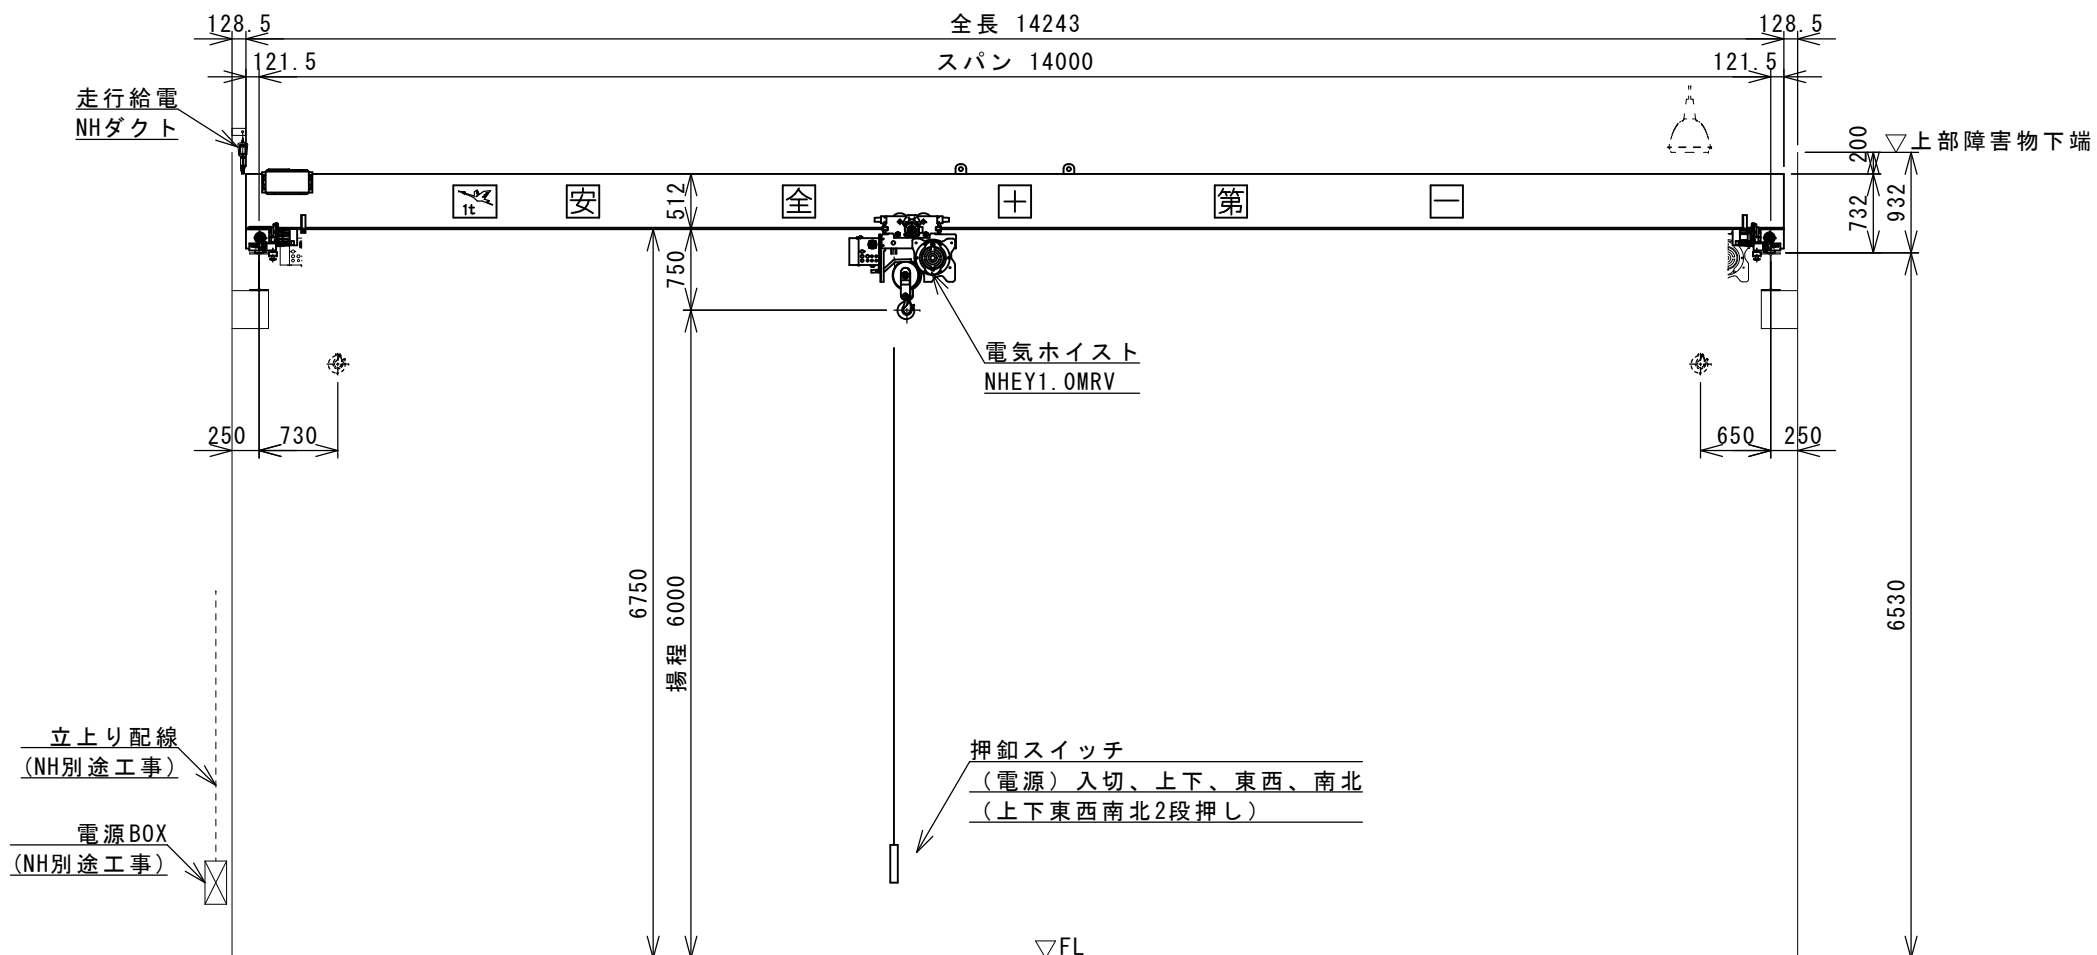 128.5
全長 14243
128.5
121.5
スパン 14000
121.5
走行給電
NHダクト
200
上部障害物下端
1t
安
全
十
第
一
512
732
932
750
電気ホイスト
NHEY1.0MRV
250
730
650
250
6750
揚程 6000
6530
立上り配線
(NH別途工事)
押釦スイッチ
(電源)入切、上下、東西、南北
(上下東西南北2段押し)
電源BOX
(NH別途工事)
FL